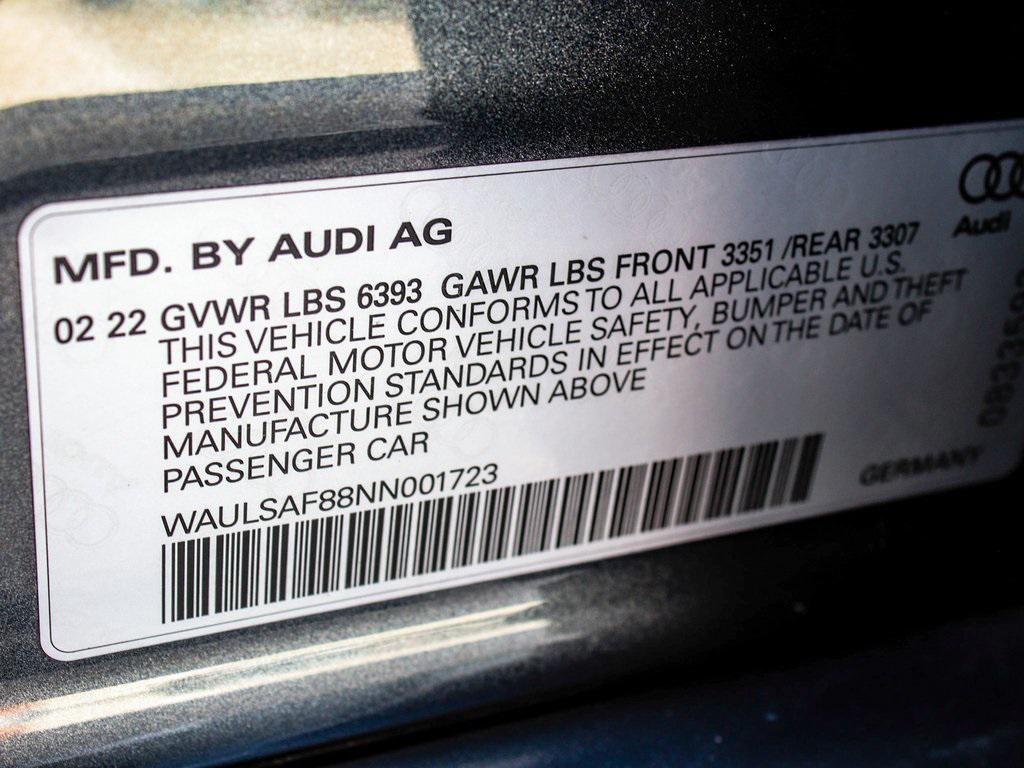 MFD. BY AUDI AG
Audi
02 22 GVWR LBS 6393 GAWR LBS FRONT 3351 /REAR 3307
THIS VEHICLE CONFORMS TO ALL APPLICABLE U.S.
FEDERAL MOTOR VEHICLE SAFETY, BUMPER AND THEFT
PREVENTION STANDARDS IN EFFECT ON THE DATE OF
MANUFACTURE SHOWN ABOVE
PASSENGER CAR
WAULSAF88NN001723
GERMANY